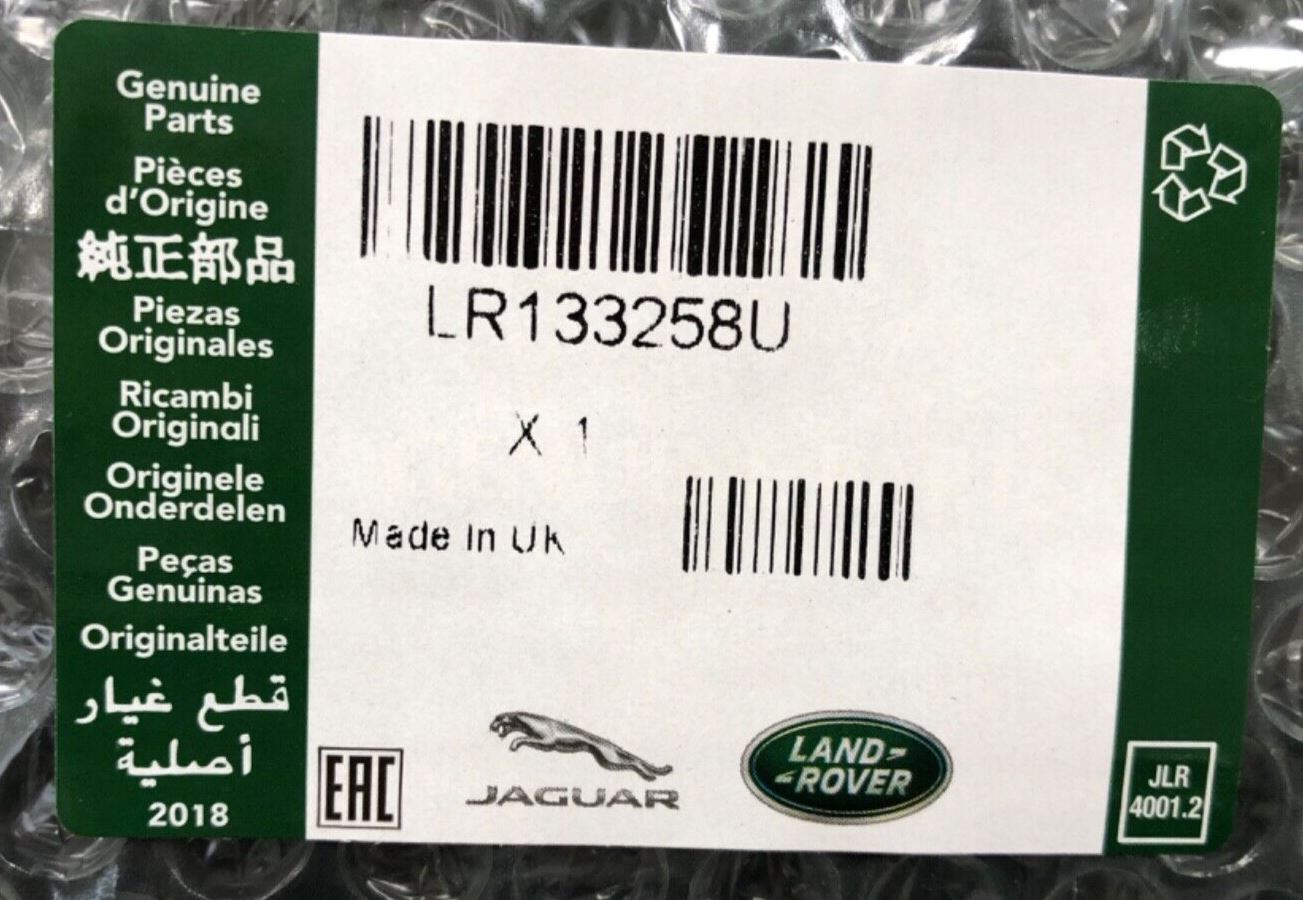 Genuine
Parts
Pièces
d'Origine
純正部品
Piezas
Originales
Ricambi
Originali
Originele
Onderdelen
Peças
Genuinas
Originalteile
قطع غيار
أصلية
2018
LR133258U
X 1
Made In UK
EAC
JAGUAR
LAND-
-ROVER
JLR
4001.2